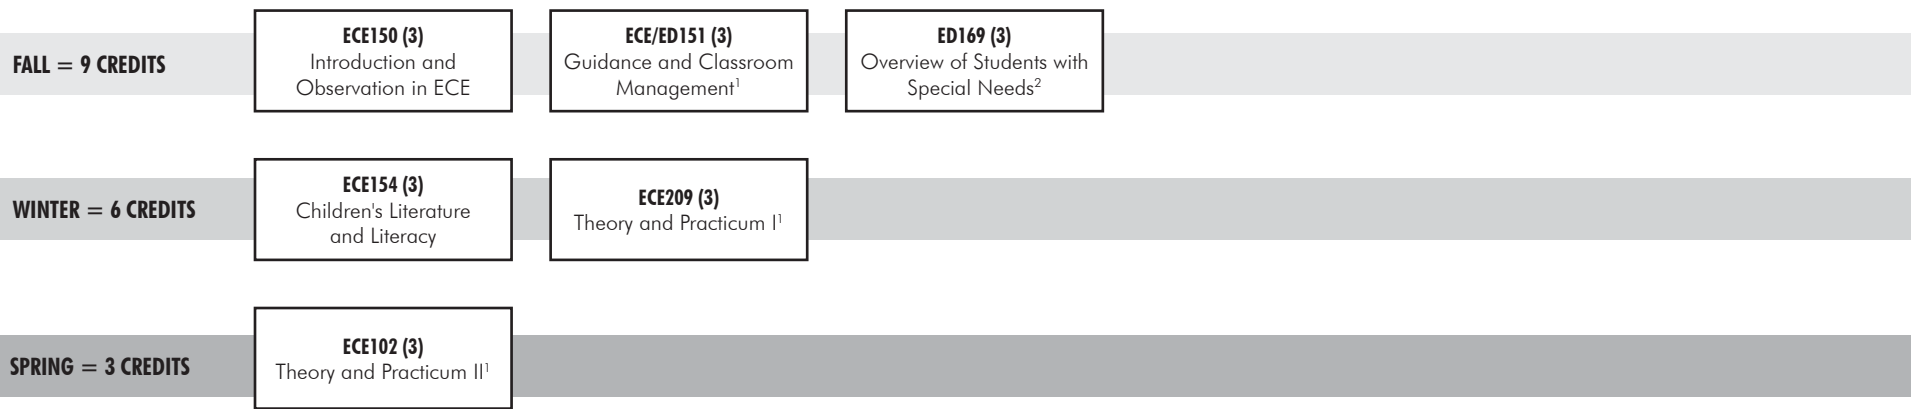 FALL = 9 CREDITS
ECE150 (3)
Introduction and
Observation in ECE
ECE/ED151 (3)
Guidance and Classroom
Management¹
ED169 (3)
Overview of Students with
Special Needs²
WINTER = 6 CREDITS
ECE154 (3)
Children's Literature
and Literacy
ECE209 (3)
Theory and Practicum I¹
SPRING = 3 CREDITS
ECE102 (3)
Theory and Practicum II¹